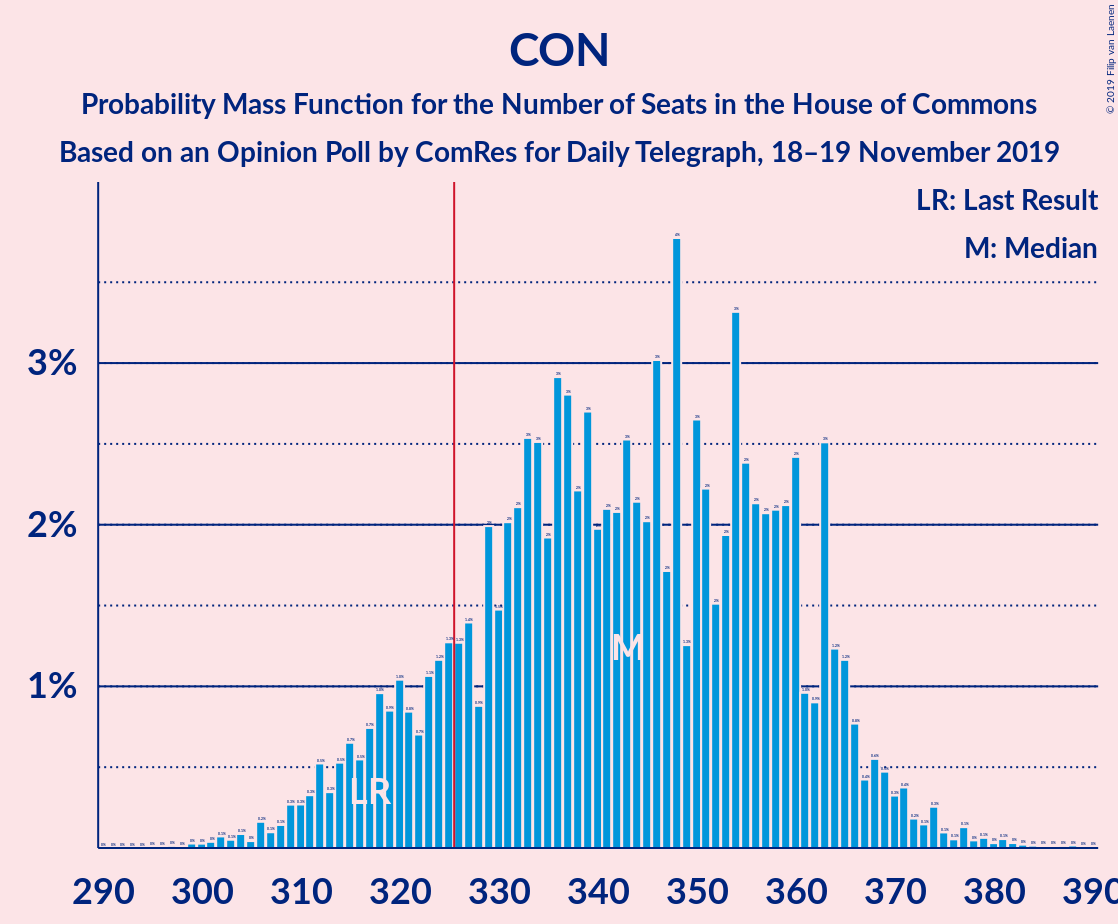 CON
Probability Mass Function for the Number of Seats in the House of Commons
Based on an Opinion Poll by ComRes for Daily Telegraph, 18–19 November 2019
© 2019 Filip van Laenen
LR: Last Result
M: Median
3%
2%
1%
M
LR
290 300 310 320 330 340 350 360 370 380 390